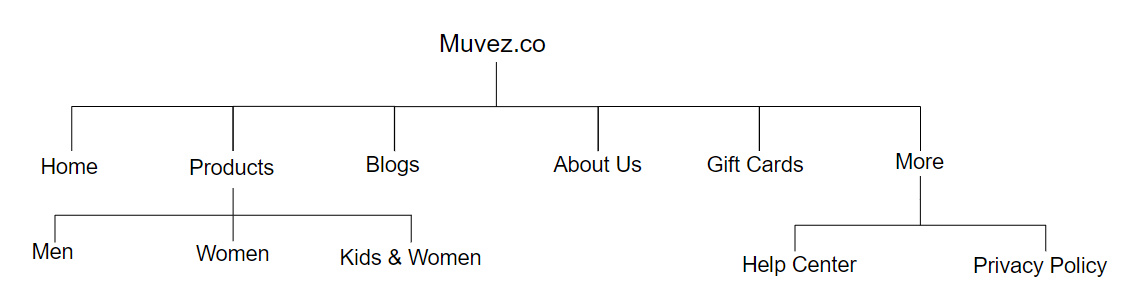 Muvez.co
Home
Products
Blogs
About Us
Gift Cards
More
Men
Women
Kids & Women
Help Center
Privacy Policy